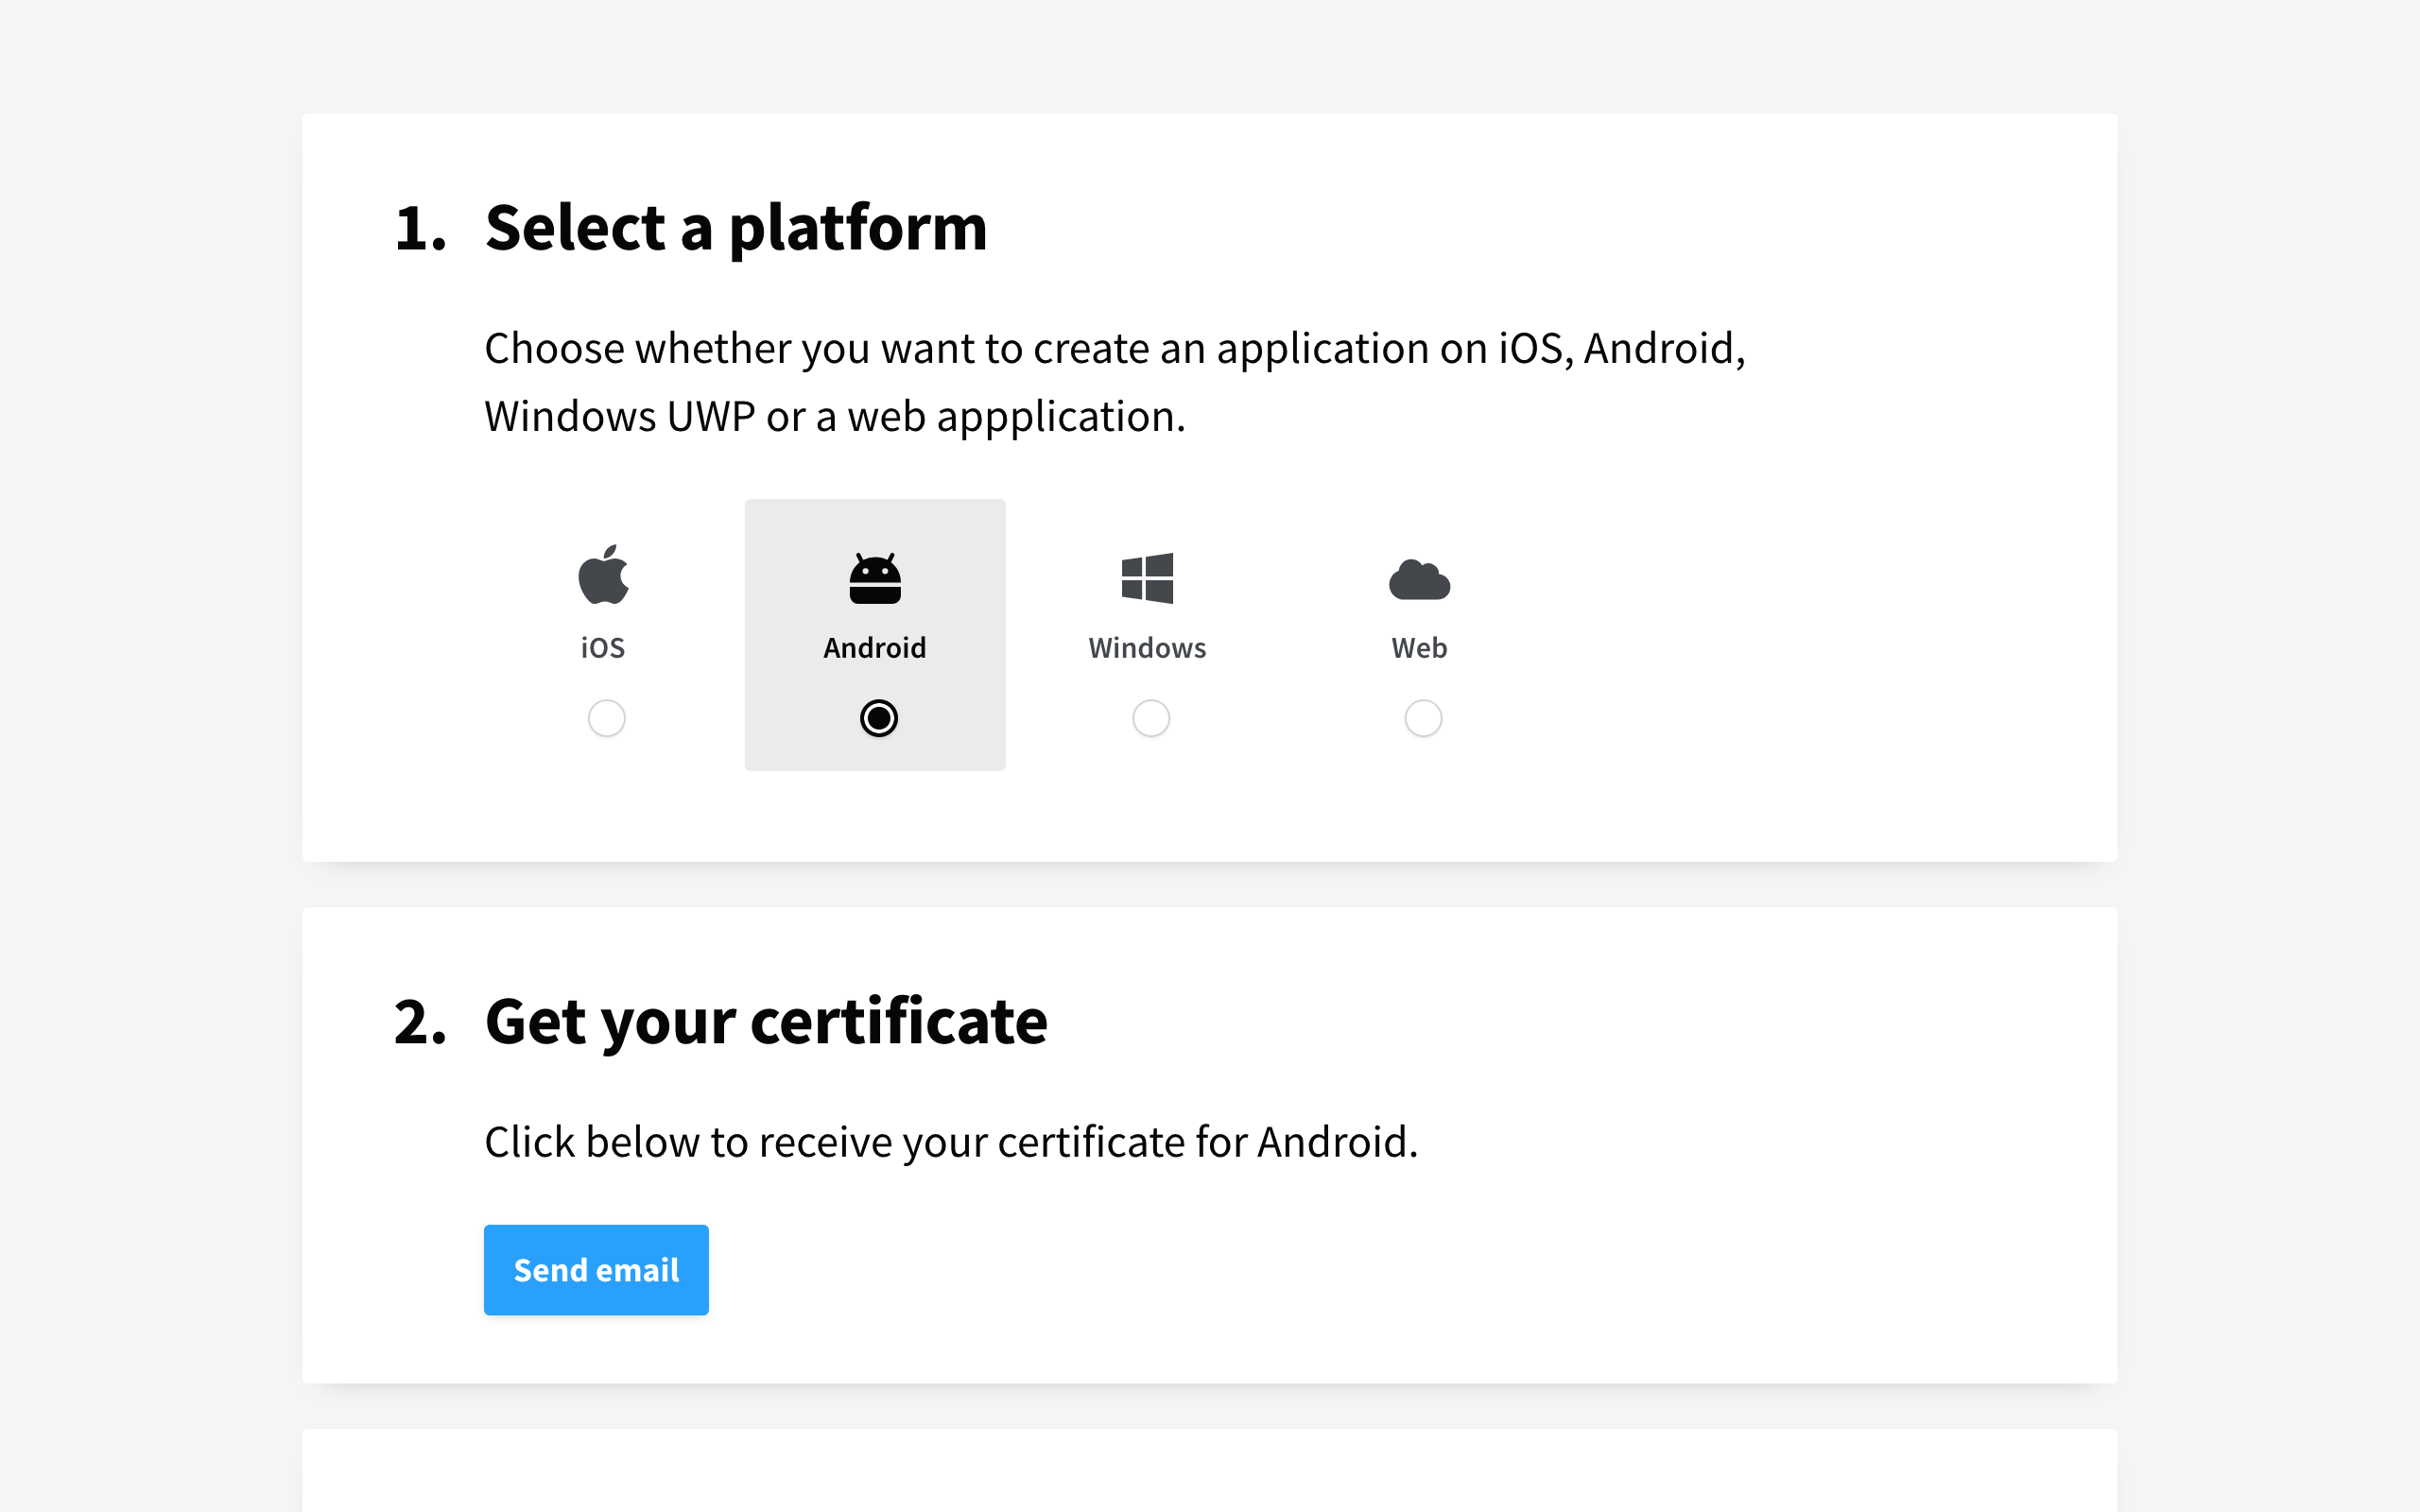 1. Select a platform
Choose whether you want to create an application on iOS, Android,
Windows UWP or a web appplication.
iOS
Android
Windows
Web
2. Get your certificate
Click below to receive your certificate for Android.
Send email